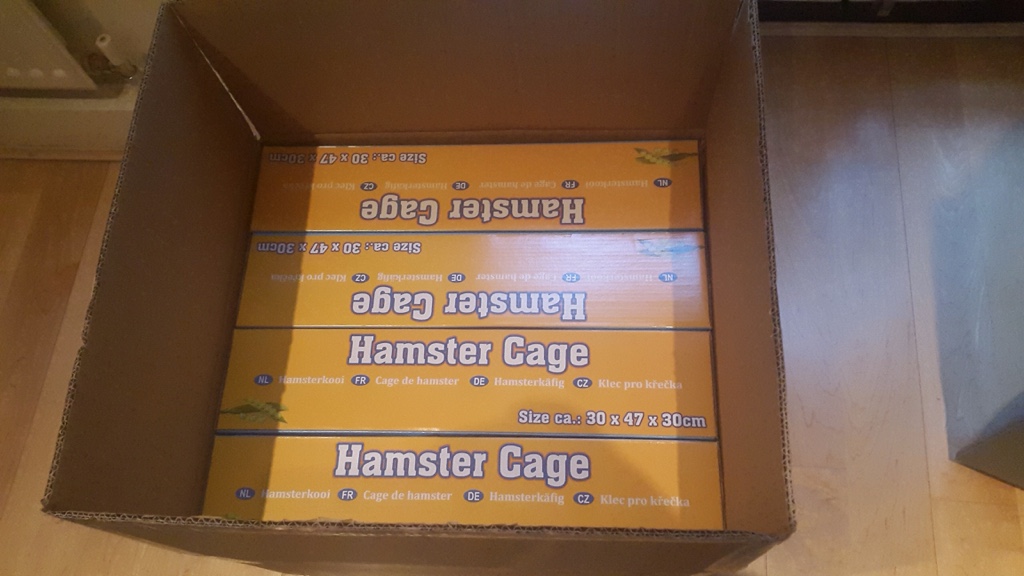 Size ca.: 30 x 47 x 30cm
NL Hamsterkooi FR Cage de hamster DE Hamsterkäfig CZ Klec pro křečka
Hamster Cage
Size ca.: 30 x 47 x 30cm
NL Hamsterkooi FR Cage de hamster DE Hamsterkäfig CZ Klec pro křečka
Hamster Cage
Hamster Cage
NL Hamsterkooi FR Cage de hamster DE Hamsterkäfig CZ Klec pro křečka
Size ca.: 30 x 47 x 30cm
Hamster Cage
NL Hamsterkooi FR Cage de hamster DE Hamsterkäfig CZ Klec pro křečka